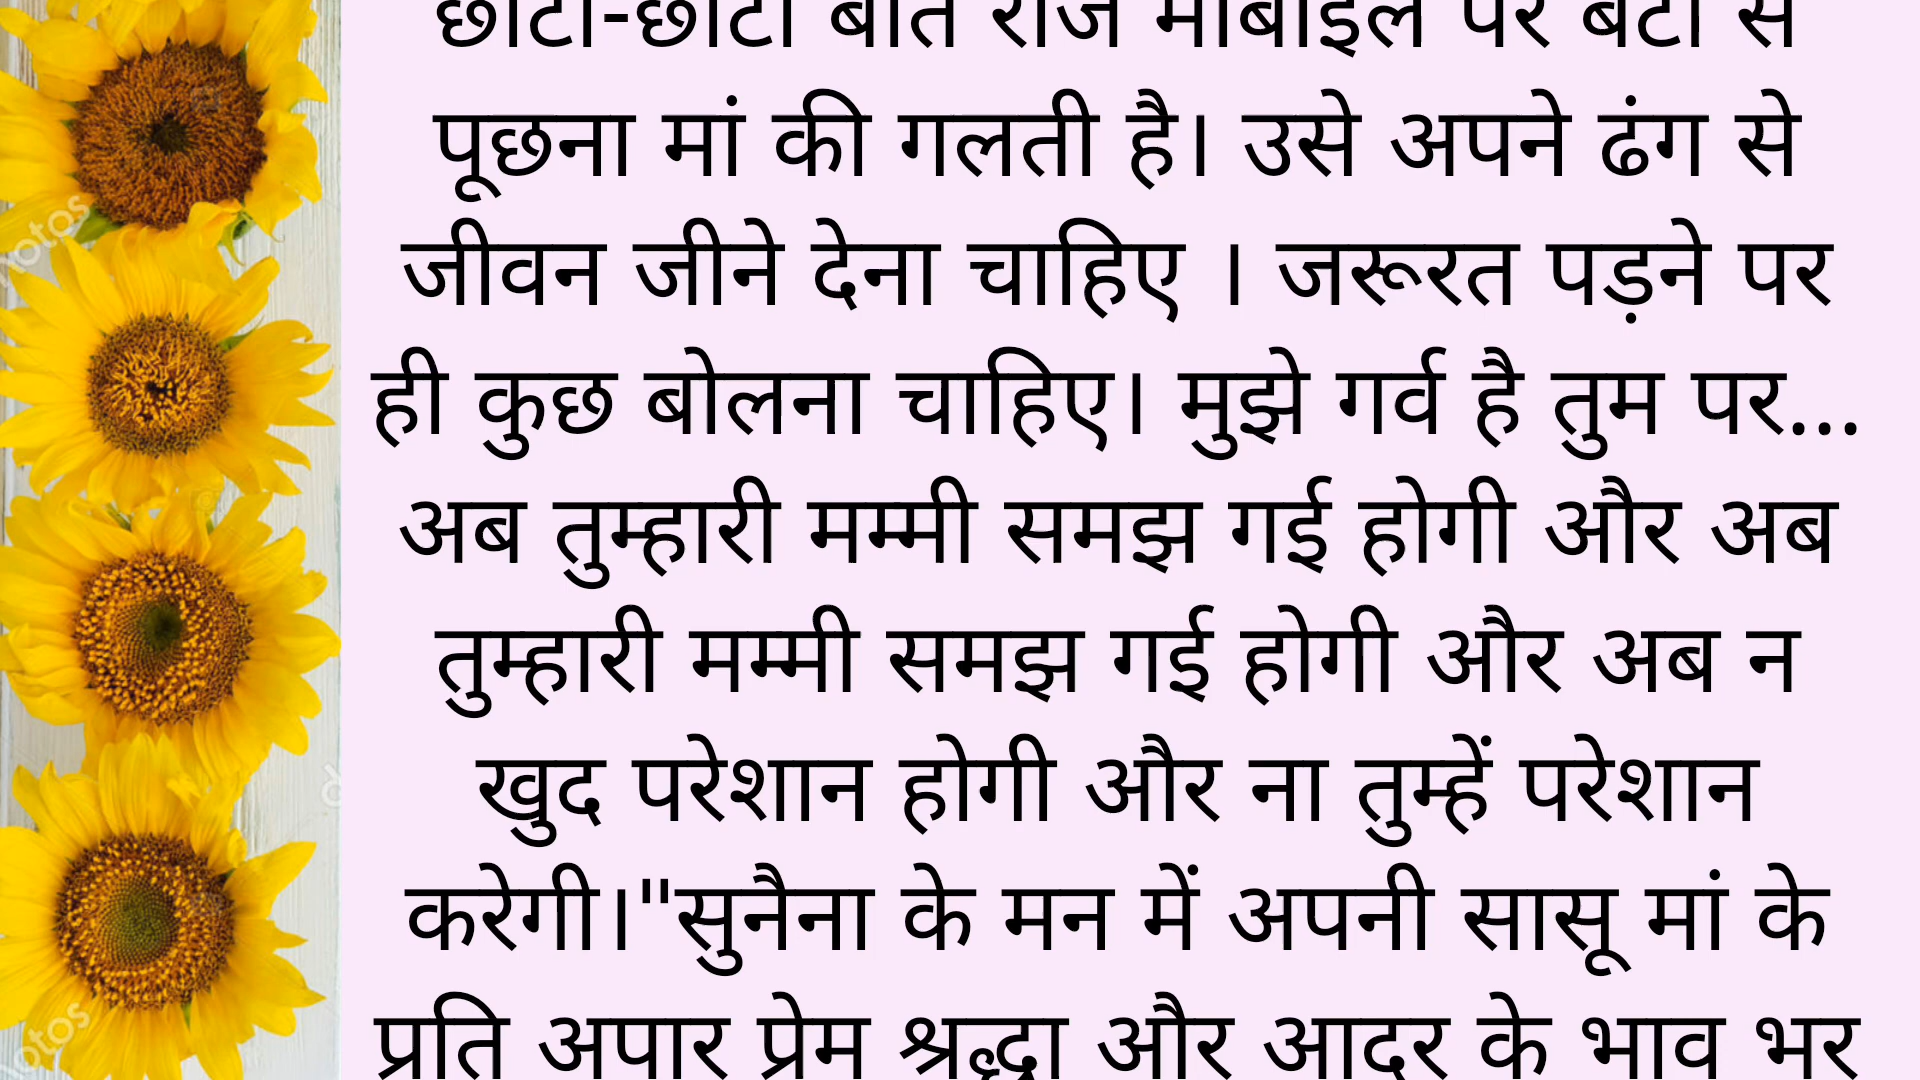 छोटी-छोटी बातें रोज मोबाइल पर बेटी से
पूछना मां की गलती है। उसे अपने ढंग से
जीवन जीने देना चाहिए । जरूरत पड़ने पर
ही कुछ बोलना चाहिए। मुझे गर्व है तुम पर...
अब तुम्हारी मम्मी समझ गई होगी और अब
तुम्हारी मम्मी समझ गई होगी और अब न
खुद परेशान होगी और ना तुम्हें परेशान
करेगी।"सुनैना के मन में अपनी सासू मां के
प्रति अपार प्रेम श्रद्धा और आदर के भाव भर